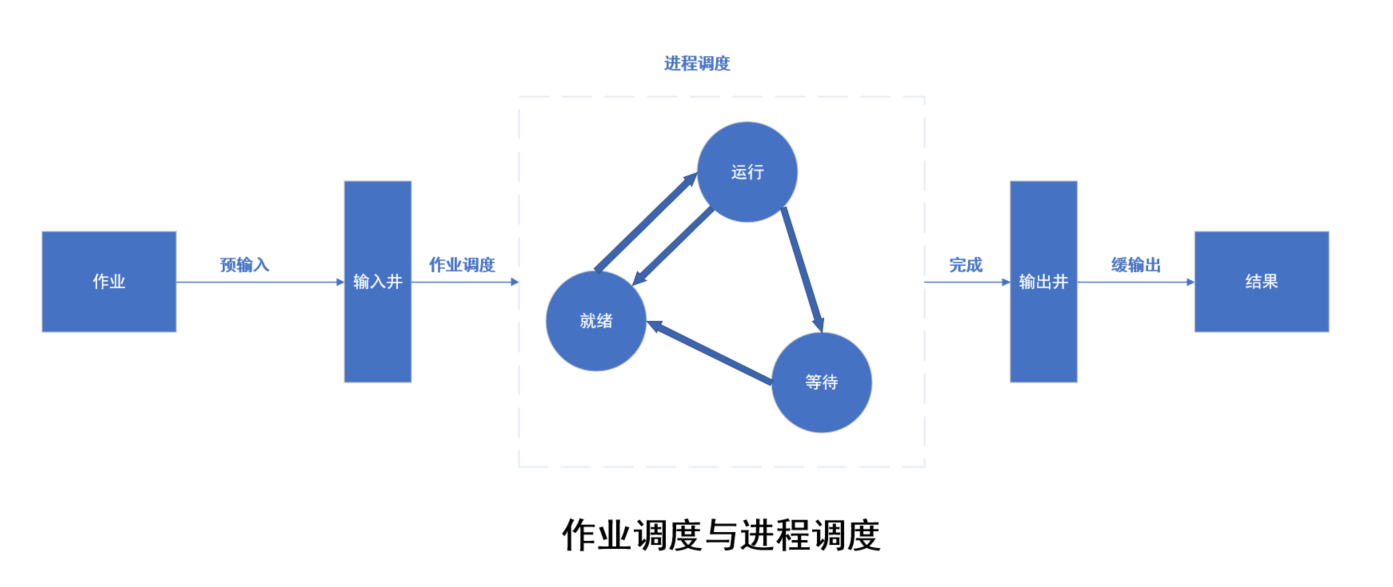 进程调度
运行
作业
预输入
输入井
作业调度
就绪
等待
完成
输出井
缓输出
结果
作业调度与进程调度